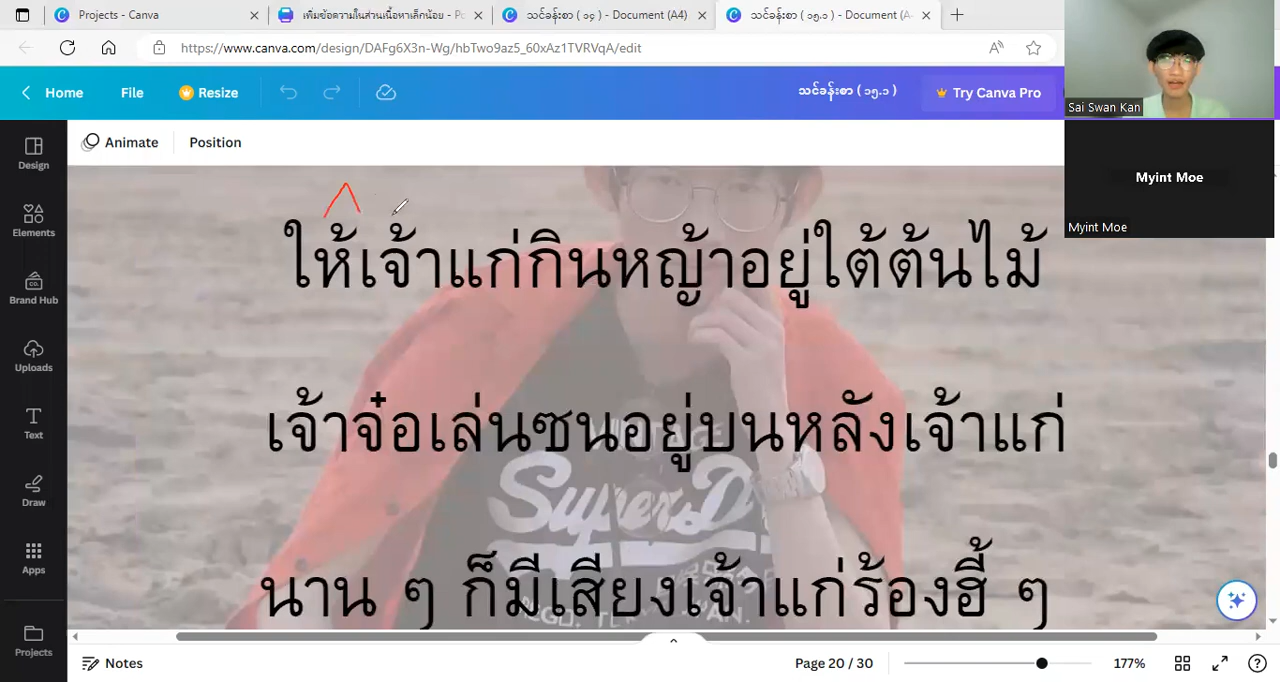 Projects - Canva
เพิ่มข้อความในส่วนเนื้อหาเล็กน้อย - Po
သင်ခန်းစာ ( ၁၄ ) - Document (A4)
သင်ခန်းစာ ( ၁၅.၁ ) - Document (A4
https://www.canva.com/design/DAFg6X3n-Wg/hbTwo9az5_60xAz1TVRVqA/edit
Home
File
Resize
သင်ခန်းစာ ( ၁၅.၁ )
Try Canva Pro
Sai Swan Kan
Myint Moe
Myint Moe
Animate
Position
Design
Elements
Brand Hub
Uploads
Text
Draw
Apps
Projects
ให้เจ้าแก่กินหญ้าอยู่ใต้ต้นไม้
เจ้าจ๋อเล่นซนอยู่บนหลังเจ้าแก่
นาน ๆ ก็มีเสียงเจ้าแก่ร้องฮี้ ๆ
Notes
Page 20 / 30
177%